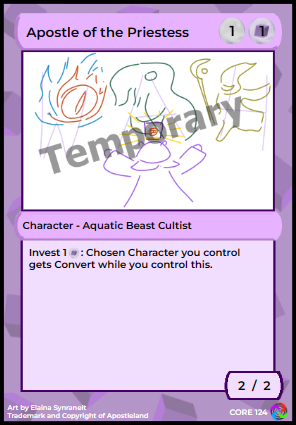 Apostle of the Priestess
1 1
Temporary
Character - Aquatic Beast Cultist
Invest 1 : Chosen Character you control
gets Convert while you control this.
2 / 2
Art by Elaina Synranelt
Trademark and Copyright of Apostleland
CORE 124